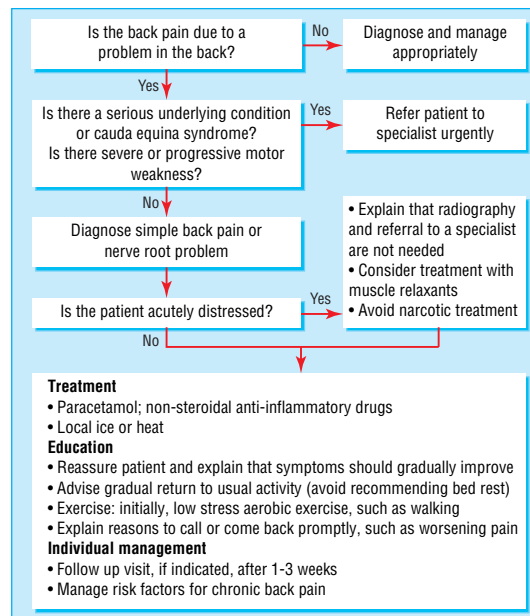 Is the back pain due to a
problem in the back?
No
Diagnose and manage
appropriately
Yes
Is there a serious underlying condition
or cauda equina syndrome?
Is there severe or progressive motor
weakness?
Yes
Refer patient to
specialist urgently
No
Diagnose simple back pain or
nerve root problem
• Explain that radiography
and referral to a specialist
are not needed
• Consider treatment with
muscle relaxants
• Avoid narcotic treatment
Is the patient acutely distressed?
Yes
No
Treatment
• Paracetamol; non-steroidal anti-inflammatory drugs
• Local ice or heat
Education
• Reassure patient and explain that symptoms should gradually improve
• Advise gradual return to usual activity (avoid recommending bed rest)
• Exercise: initially, low stress aerobic exercise, such as walking
• Explain reasons to call or come back promptly, such as worsening pain
Individual management
• Follow up visit, if indicated, after 1-3 weeks
• Manage risk factors for chronic back pain